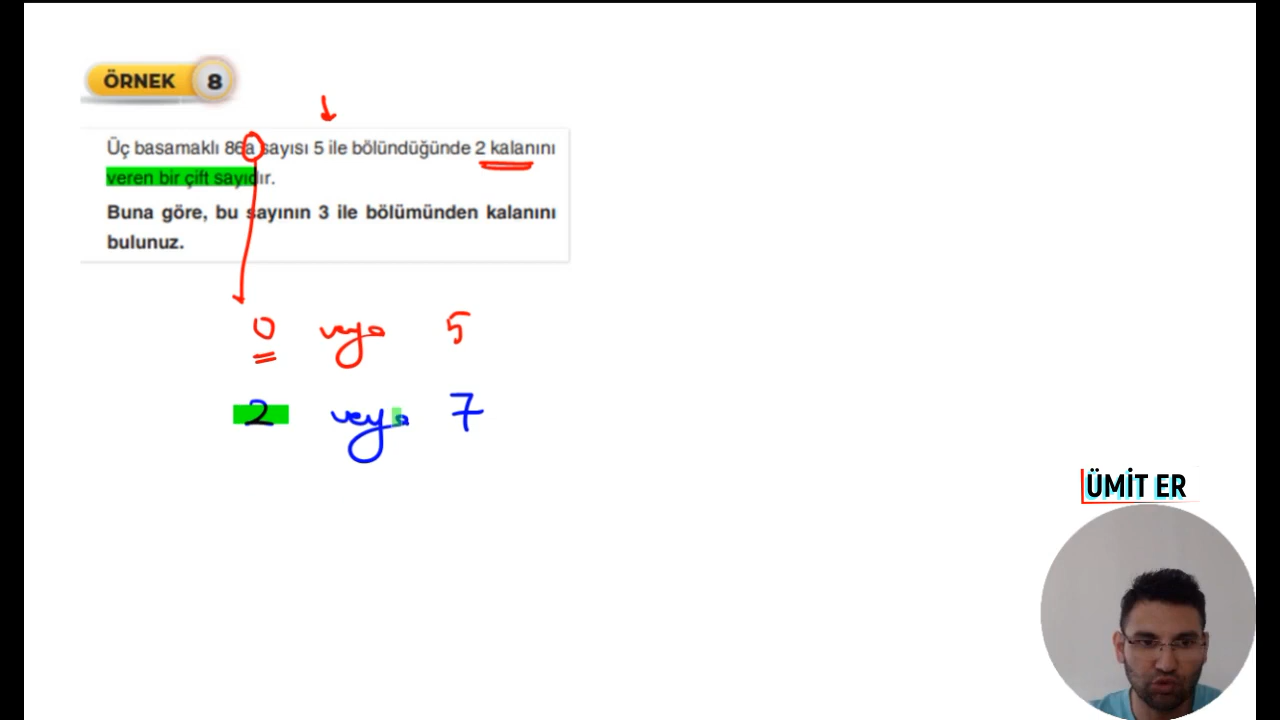 ÖRNEK 8
Üç basamaklı 86a sayısı 5 ile bölündüğünde 2 kalanını
veren bir çift sayıdır.
Buna göre, bu sayının 3 ile bölümünden kalanını
bulunuz.
0 veya 5
2 veya 7
ÜMİT ER